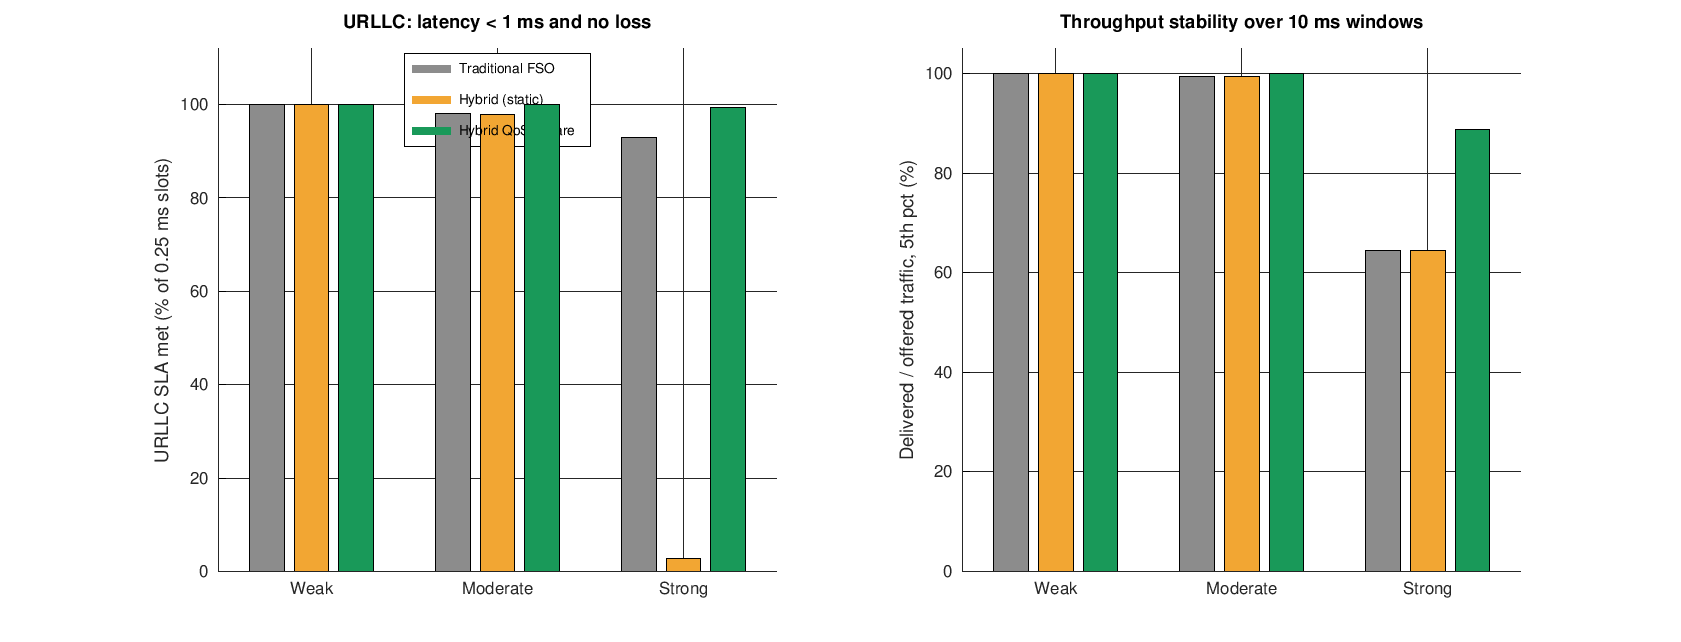 URLLC: latency < 1 ms and no loss
URLLC SLA met (% of 0.25 ms slots)
100
80
60
40
20
0
Traditional FSO
Hybrid (static)
Hybrid
Weak
Moderate
Strong
Throughput stability over 10 ms windows
Delivered / offered traffic, 5th pct (%)
100
80
60
40
20
0
Weak
Moderate
Strong